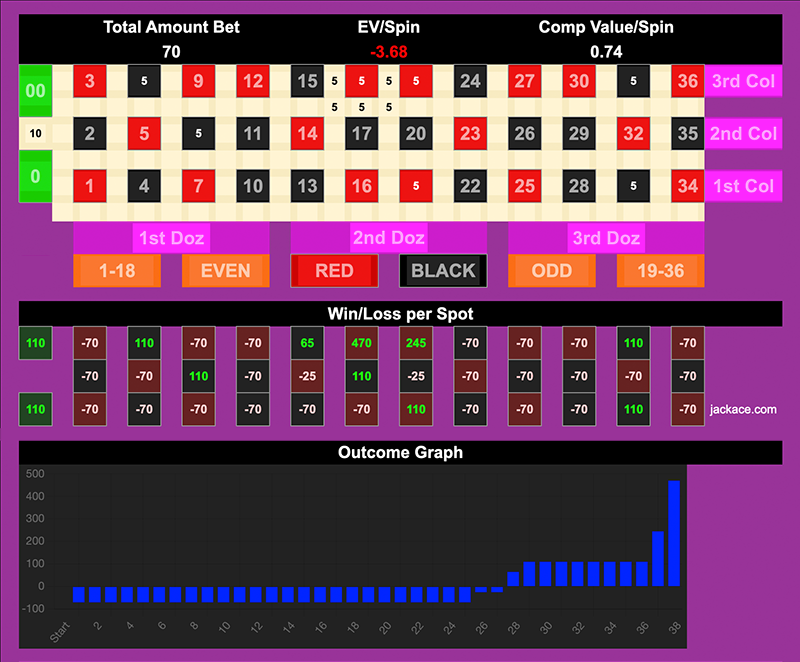 Total Amount Bet EV/Spin Comp Value/Spin
70 -3.68 0.74
00 3 5 9 12 15 5 5 5 5 24 27 30 5 36 3rd Col
5 5 5
10 2 5 5 11 14 17 20 23 26 29 32 35 2nd Col
0 1 4 7 10 13 16 5 22 25 28 5 34 1st Col
1st Doz 2nd Doz 3rd Doz
1-18 EVEN RED BLACK ODD 19-36
Win/Loss per Spot
110 -70 110 -70 -70 65 470 245 -70 -70 -70 110 -70
-70 -70 110 -70 -25 110 -25 -70 -70 -70 -70 -70
110 -70 -70 -70 -70 -70 -70 110 -70 -70 -70 110 -70 jackace.com
Outcome Graph
500
400
300
200
100
0
-100
Start 2 4 6 8 10 12 14 16 18 20 22 24 26 28 30 32 34 36 38